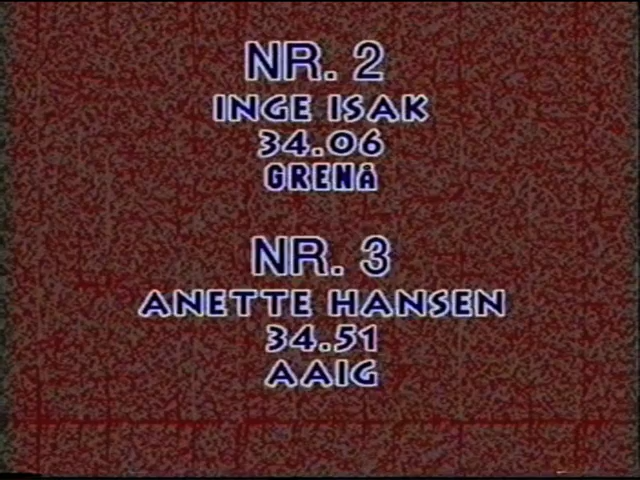 NR. 2
INGE ISAK
34.06
GRENÅ
NR. 3
ANETTE HANSEN
34.51
AAIG